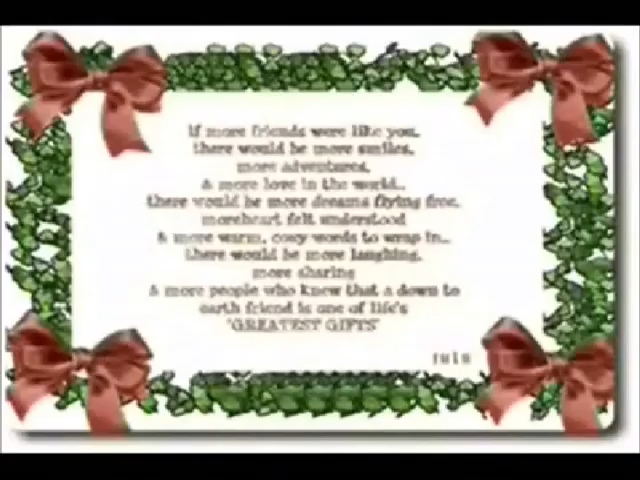 If more friends were like you,
there would be more smiles,
more adventures,
& more love in the world..
there would be more dreams flying free,
moreheart felt understood
& more warm, cosy words to wrap in..
there would be more laughing,
more sharing
& more people who knew that a down to
earth friend is one of life's
'GREATEST GIFTS'